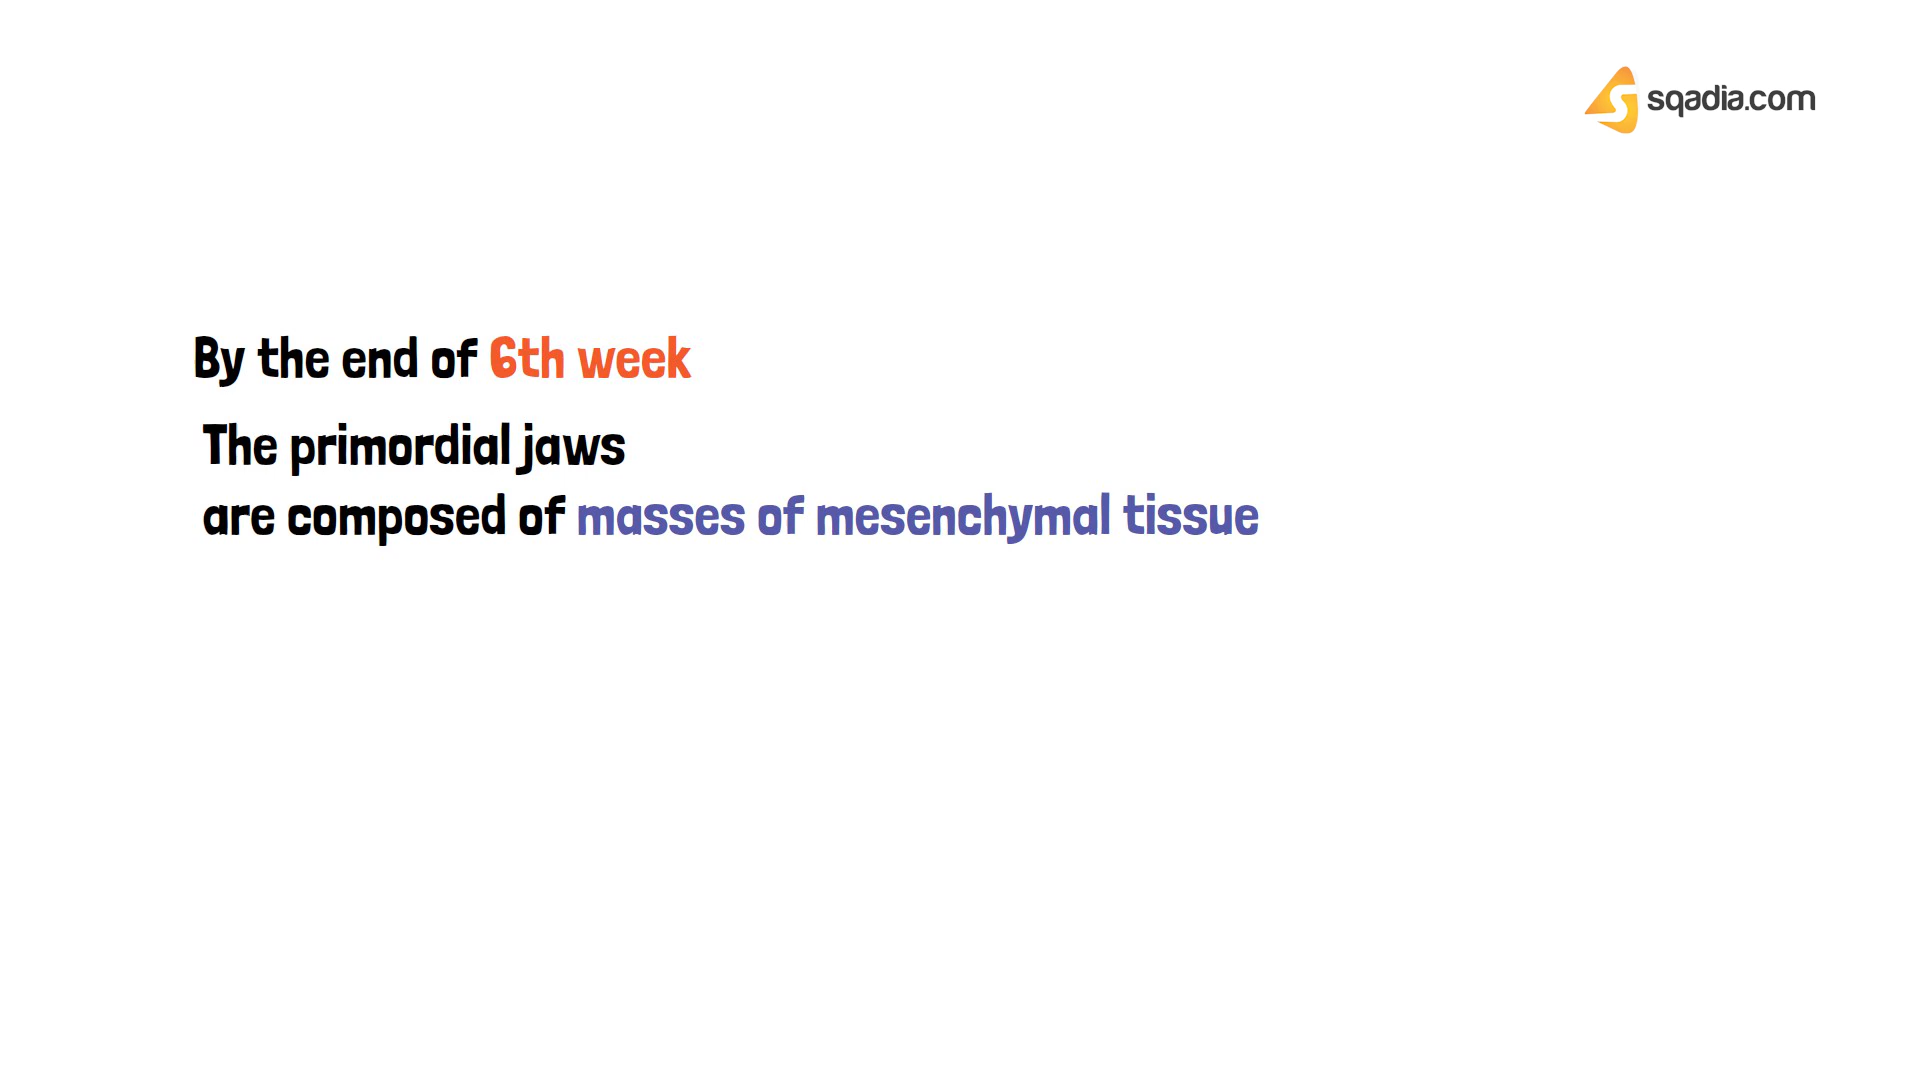 sqadia.com
By the end of 6th week
The primordial jaws
are composed of masses of mesenchymal tissue